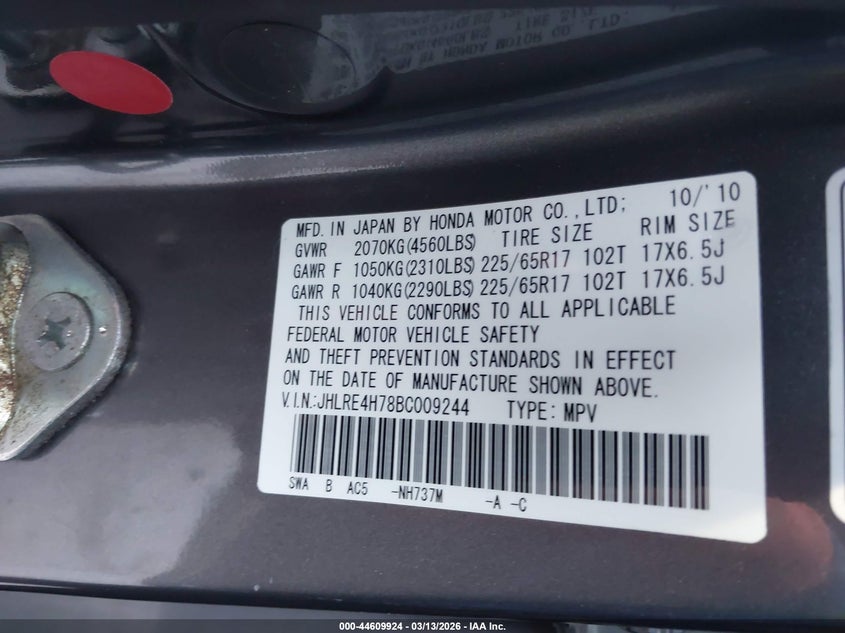 MFD. IN JAPAN BY HONDA MOTOR CO., LTD; 10/'10
GVWR 2070KG(4560LBS) TIRE SIZE RIM SIZE
GAWR F 1050KG(2310LBS) 225/65R17 102T 17X6.5J
GAWR R 1040KG(2290LBS) 225/65R17 102T 17X6.5J
THIS VEHICLE CONFORMS TO ALL APPLICABLE
FEDERAL MOTOR VEHICLE SAFETY
AND THEFT PREVENTION STANDARDS IN EFFECT
ON THE DATE OF MANUFACTURE SHOWN ABOVE.
V.I.N.:JHLRE4H78BC009244 TYPE: MPV
SWA B AC5 -NH737M -A -C
000-44609924 | 03/13/2026 - IAA Inc.